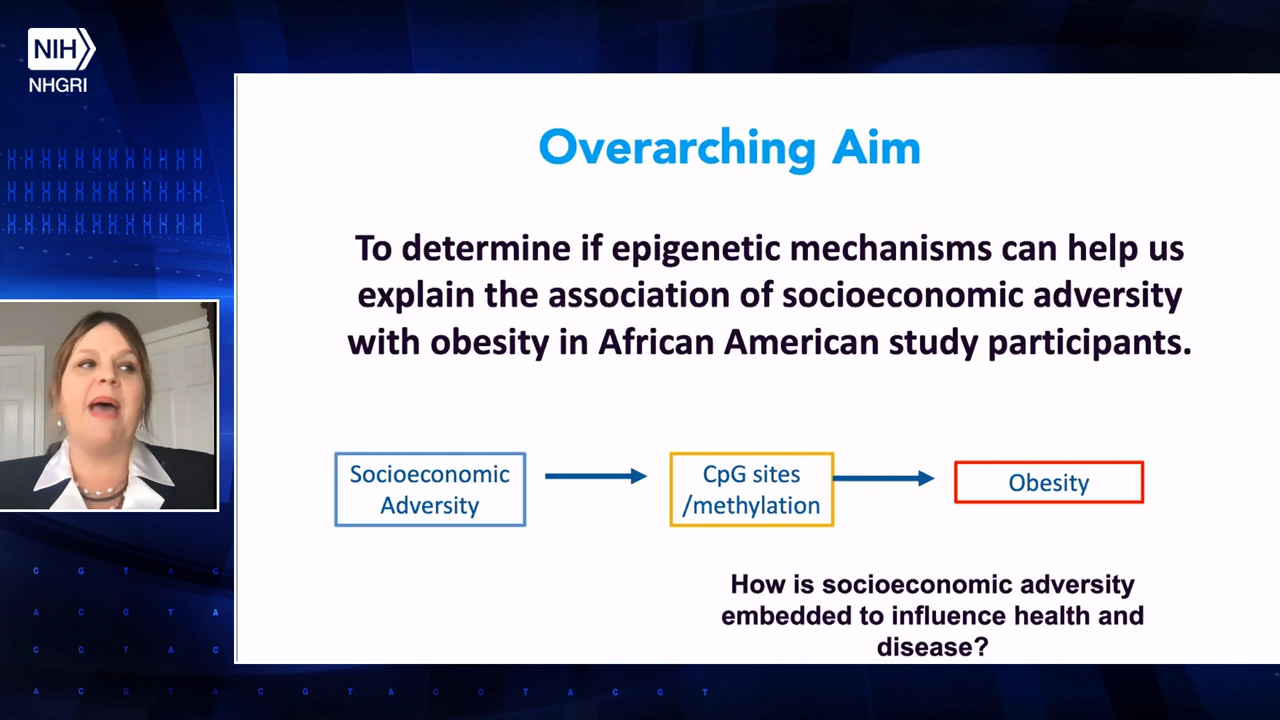 NIH
NHGRI
Overarching Aim
To determine if epigenetic mechanisms can help us
explain the association of socioeconomic adversity
with obesity in African American study participants.
Socioeconomic
Adversity
CpG sites
/methylation
Obesity
How is socioeconomic adversity
embedded to influence health and
disease?
C G T A C
A C G T A
C G T A C
A C G T A C G T A C G T A C G T